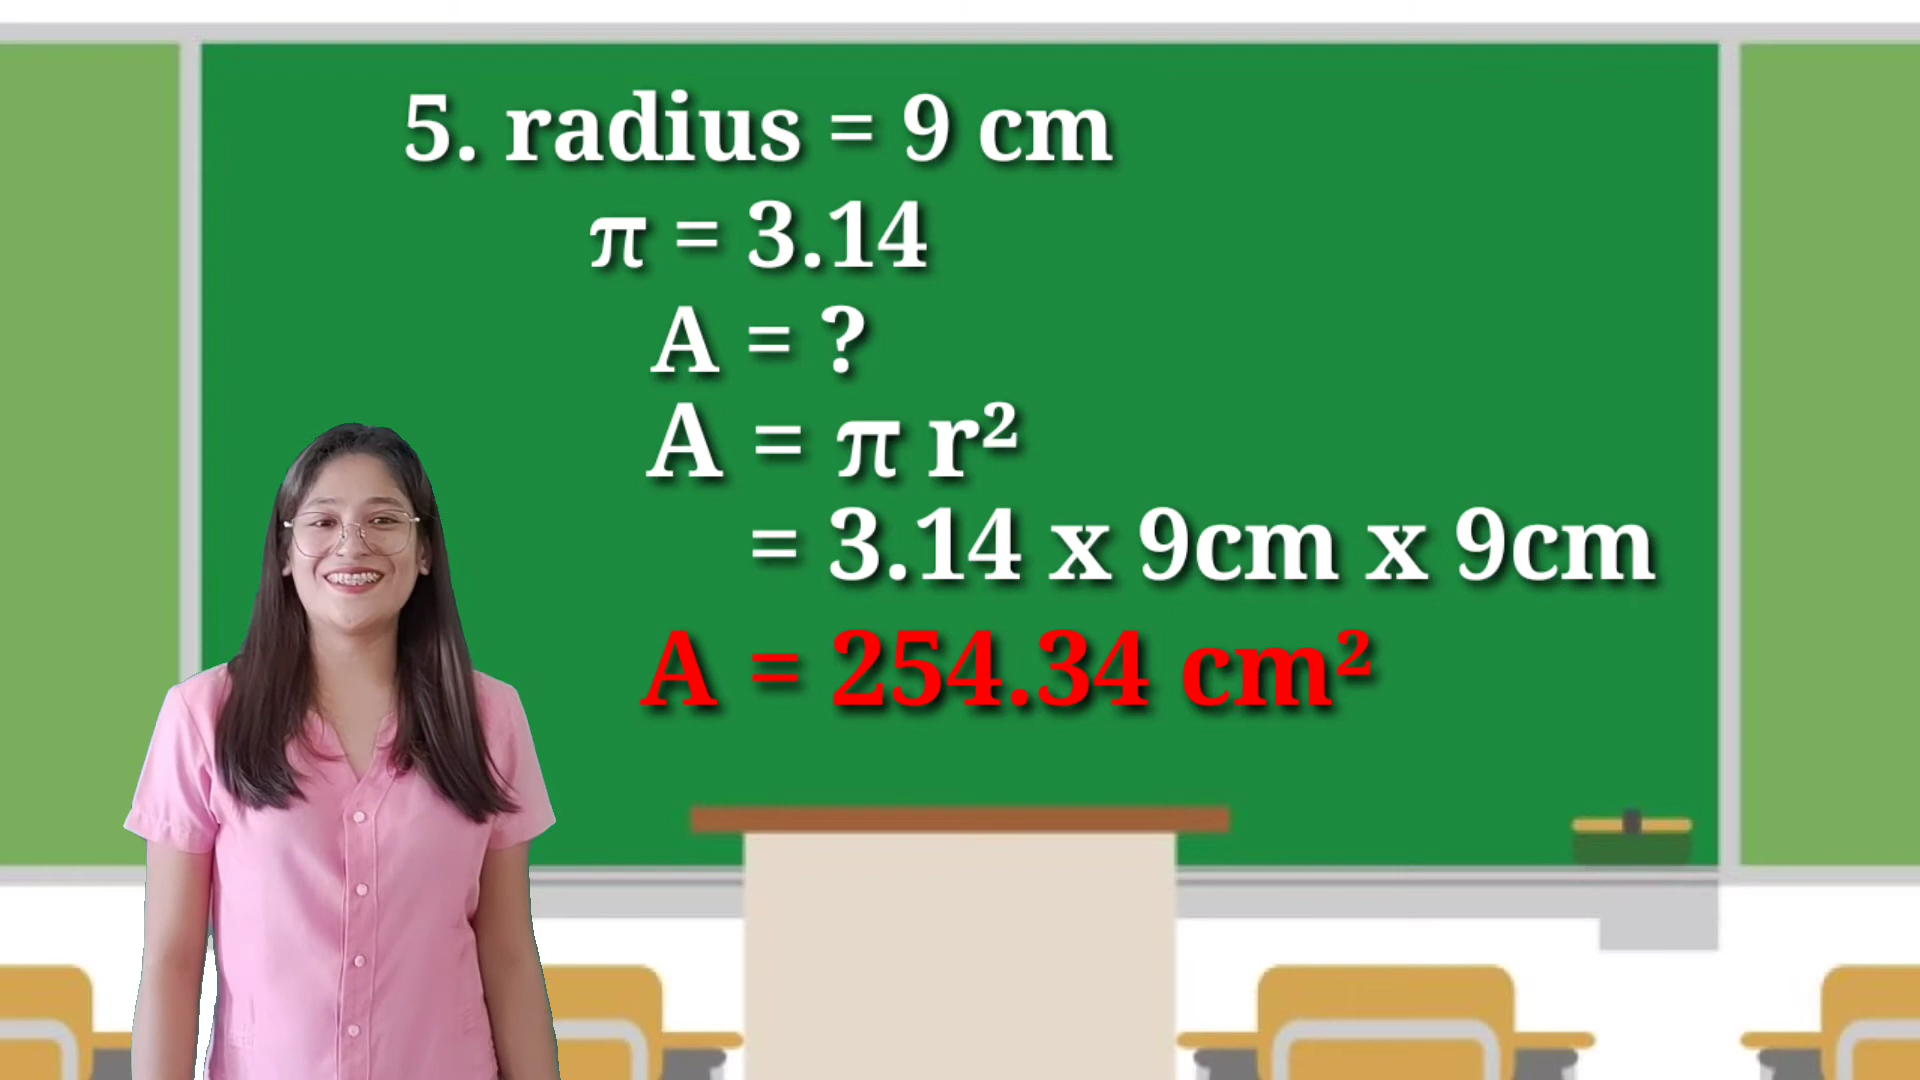 5. radius = 9 cm
π = 3.14
A = ?
A = π r²
= 3.14 x 9cm x 9cm
A = 254.34 cm²